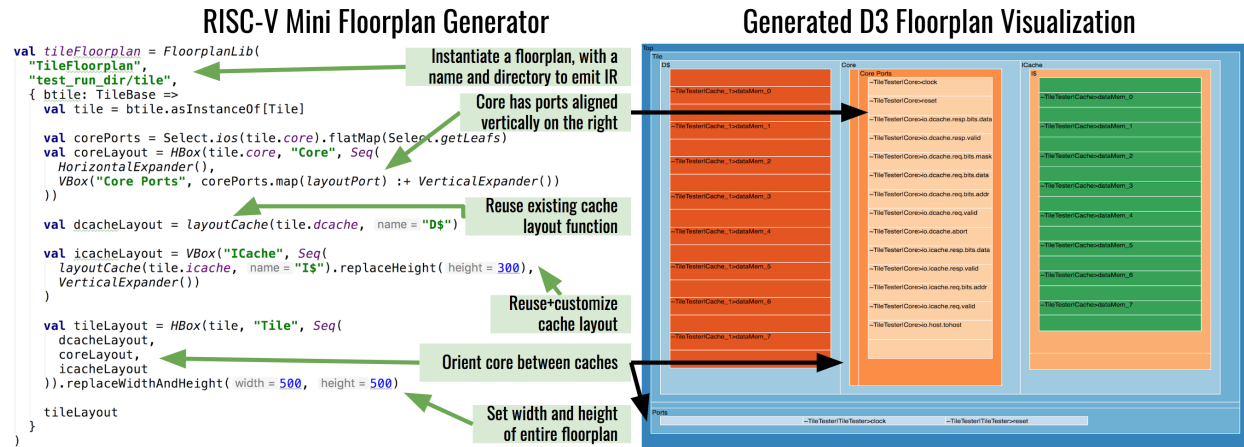 RISC-V Mini Floorplan Generator
val tileFloorplan = FloorplanLib(
"TileFloorplan",
"test_run_dir/tile",
{ btile: TileBase =>
val tile = btile.asInstanceOf[Tile]
val corePorts = Select.ios(tile.core).flatMap(Select.getLeafs)
val coreLayout = HBox(tile.core, "Core", Seq(
HorizontalExpander(),
VBox("Core Ports", corePorts.map(layoutPort) :+ VerticalExpander())
))
val dcacheLayout = layoutCache(tile.dcache, name = "D$")
val icacheLayout = VBox("ICache", Seq(
layoutCache(tile.icache, name = "I$").replaceHeight( height = 300),
VerticalExpander())
)
val tileLayout = HBox(tile, "Tile", Seq(
dcacheLayout,
coreLayout,
icacheLayout
)).replaceWidthAndHeight( width = 500, height = 500)
tileLayout
}
)
Instantiate a floorplan, with a
name and directory to emit IR
Core has ports aligned
vertically on the right
Reuse existing cache
layout function
Reuse+customize
cache layout
Orient core between caches
Set width and height
of entire floorplan
Generated D3 Floorplan Visualization
Top
Tile
D$
~TileTester|Cache_1>dataMem_0
~TileTester|Cache_1>dataMem_1
~TileTester|Cache_1>dataMem_2
~TileTester|Cache_1>dataMem_3
~TileTester|Cache_1>dataMem_4
~TileTester|Cache_1>dataMem_5
~TileTester|Cache_1>dataMem_6
~TileTester|Cache_1>dataMem_7
Core
Core Ports
~TileTester|Core>clock
~TileTester|Core>reset
~TileTester|Core>io.dcache.resp.bits.data
~TileTester|Core>io.dcache.resp.valid
~TileTester|Core>io.dcache.req.bits.mask
~TileTester|Core>io.dcache.req.bits.data
~TileTester|Core>io.dcache.req.bits.addr
~TileTester|Core>io.dcache.req.valid
~TileTester|Core>io.dcache.abort
~TileTester|Core>io.icache.resp.bits.data
~TileTester|Core>io.icache.resp.valid
~TileTester|Core>io.icache.req.bits.addr
~TileTester|Core>io.icache.req.valid
~TileTester|Core>io.host.tohost
ICache
I$
~TileTester|Cache>dataMem_0
~TileTester|Cache>dataMem_1
~TileTester|Cache>dataMem_2
~TileTester|Cache>dataMem_3
~TileTester|Cache>dataMem_4
~TileTester|Cache>dataMem_5
~TileTester|Cache>dataMem_6
~TileTester|Cache>dataMem_7
Ports
~TileTester|TileTester>clock
~TileTester|TileTester>reset